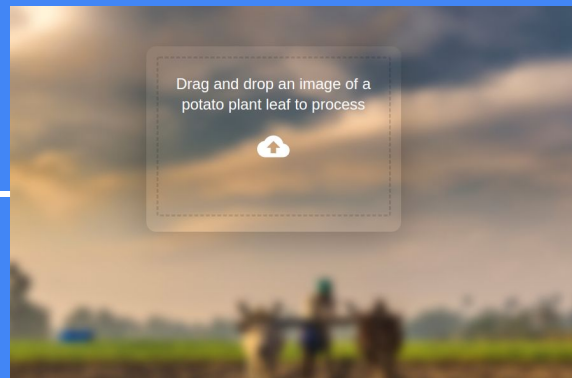 Drag and drop an image of a
potato plant leaf to process